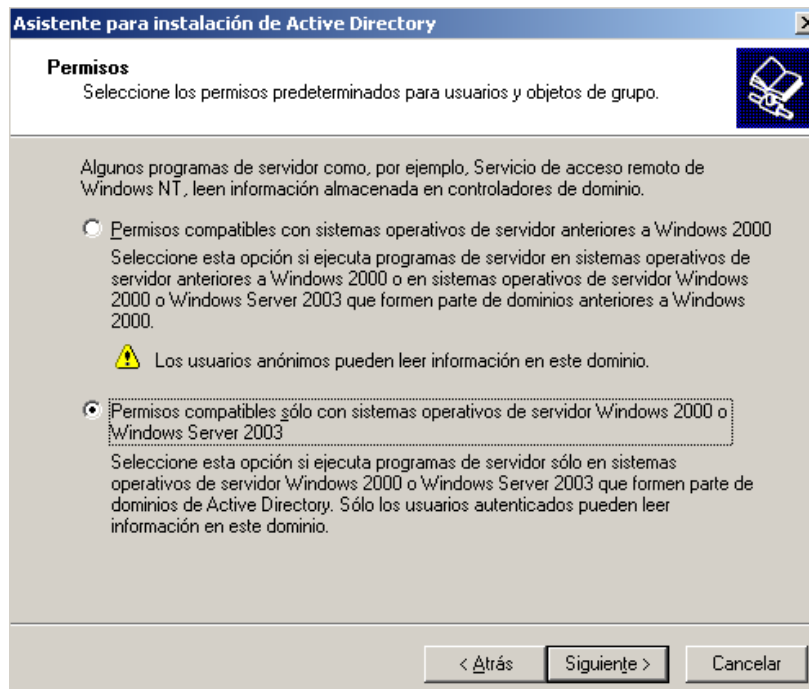 Asistente para instalación de Active Directory
Permisos
Seleccione los permisos predeterminados para usuarios y objetos de grupo.
Algunos programas de servidor como, por ejemplo, Servicio de acceso remoto de
Windows NT, leen información almacenada en controladores de dominio.
Permisos compatibles con sistemas operativos de servidor anteriores a Windows 2000
Seleccione esta opción si ejecuta programas de servidor en sistemas operativos de
servidor anteriores a Windows 2000 o en sistemas operativos de servidor Windows
2000 o Windows Server 2003 que formen parte de dominios anteriores a Windows
2000.
Los usuarios anónimos pueden leer información en este dominio.
Permisos compatibles sólo con sistemas operativos de servidor Windows 2000 o
Windows Server 2003
Seleccione esta opción si ejecuta programas de servidor sólo en sistemas
operativos de servidor Windows 2000 o Windows Server 2003 que formen parte de
dominios de Active Directory. Sólo los usuarios autenticados pueden leer
información en este dominio.
< Atrás Siguiente > Cancelar